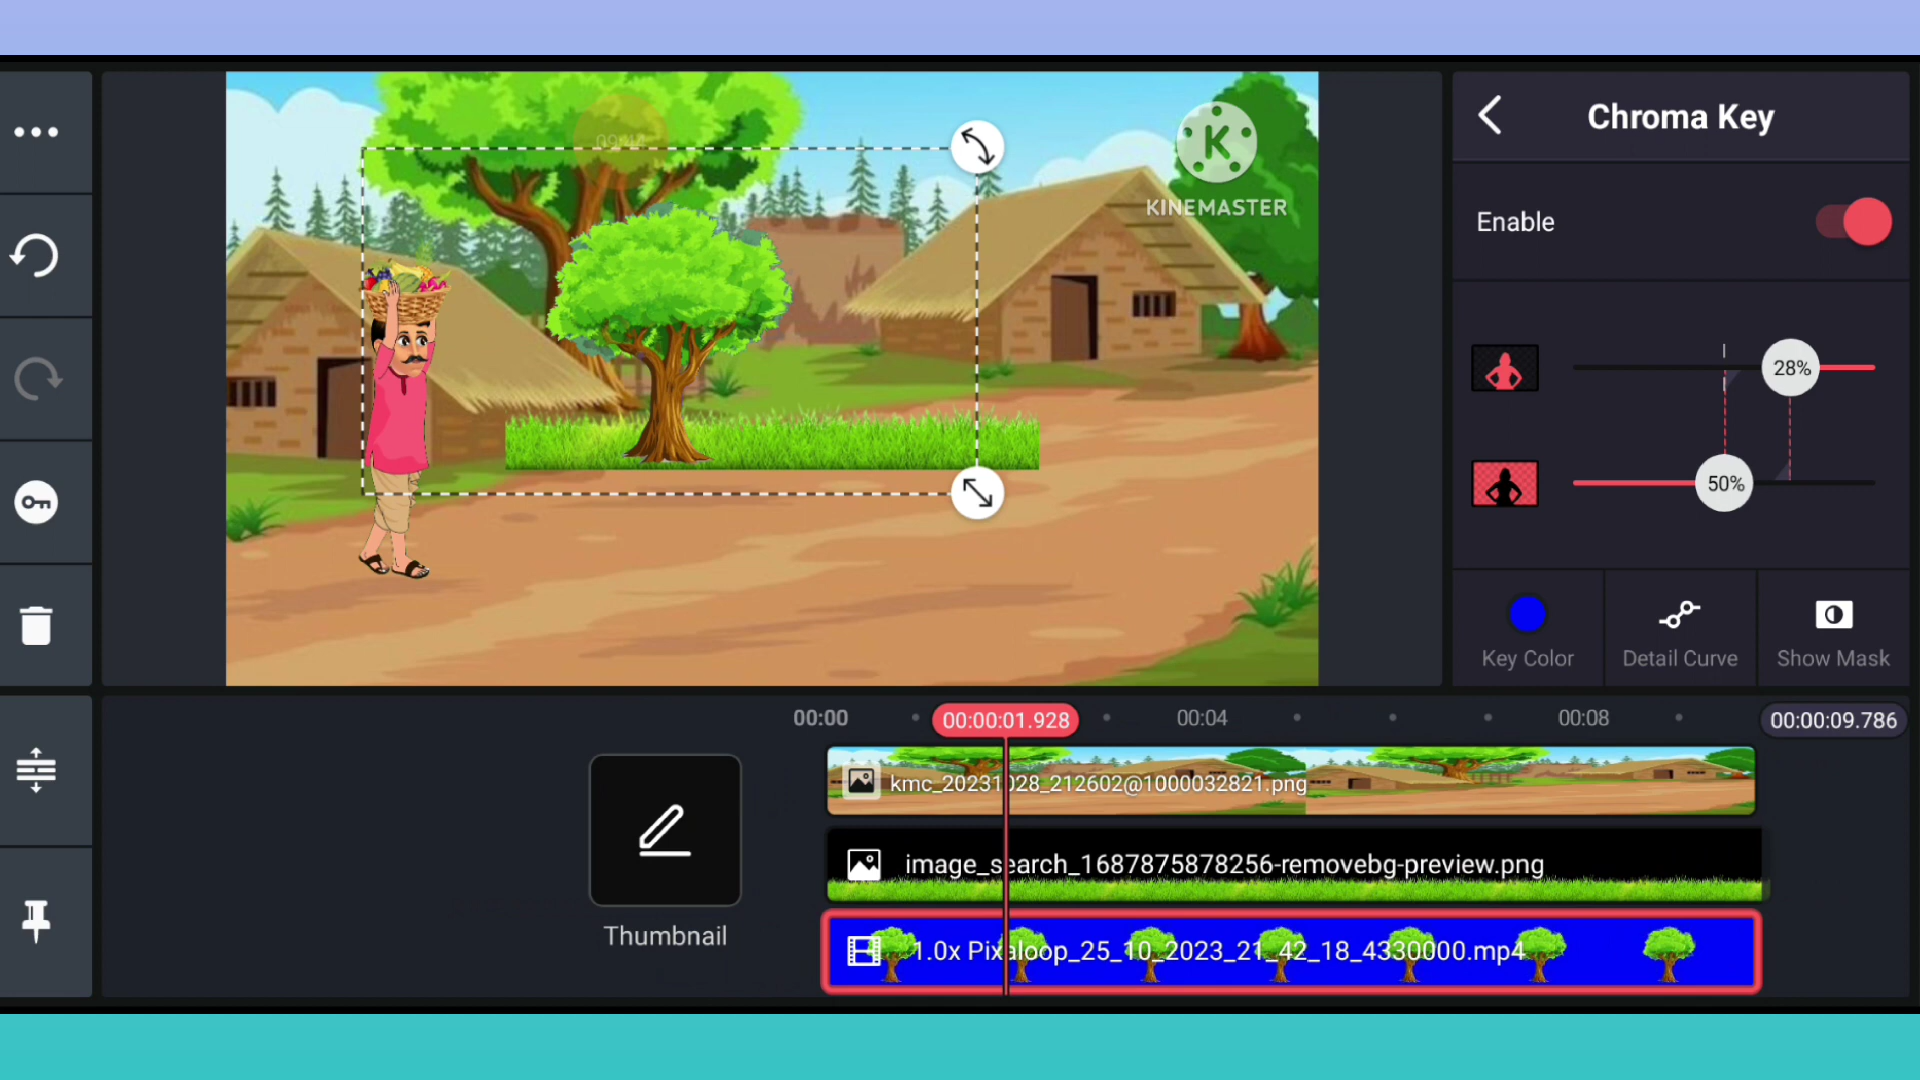 Chroma Key
K
KINEMASTER
Enable
28%
50%
Key Color
Detail Curve
Show Mask
00:00
00:00:01.928
00:04
00:08
00:00:09.786
kmc_20231028_212602@1000032821.png
image_search_1687875878256-removebg-preview.png
1.0x Pixaloop_25_10_2023_21_42_18_4330000.mp4
Thumbnail